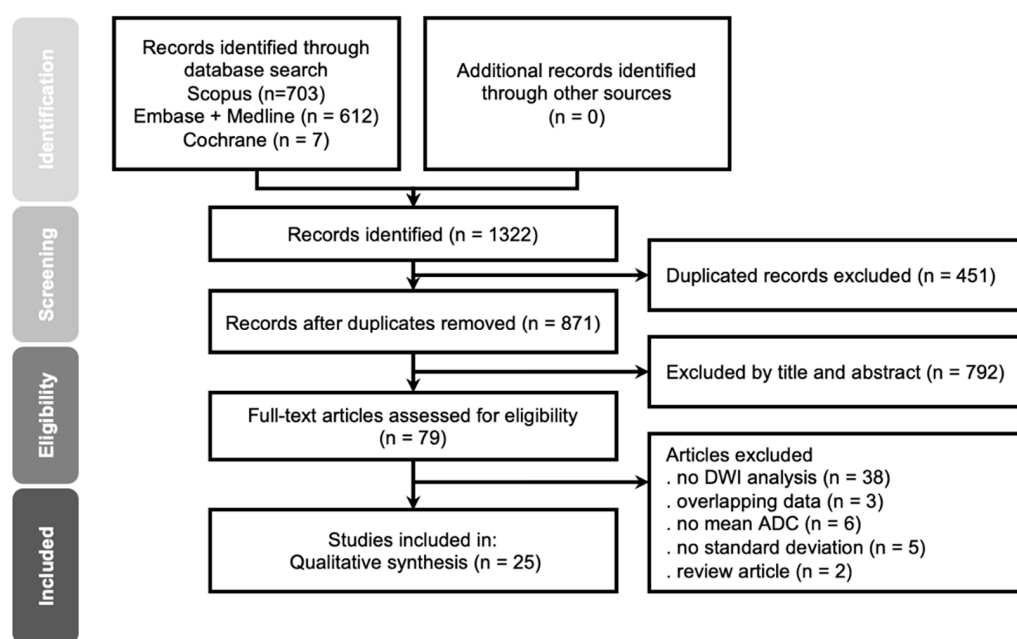 Identification
Records identified through
database search
Scopus (n=703)
Embase + Medline (n = 612)
Cochrane (n = 7)
Additional records identified
through other sources
(n = 0)
Screening
Records identified (n = 1322)
Duplicated records excluded (n = 451)
Records after duplicates removed (n = 871)
Eligibility
Excluded by title and abstract (n = 792)
Full-text articles assessed for eligibility
(n = 79)
Articles excluded
. no DWI analysis (n = 38)
. overlapping data (n = 3)
. no mean ADC (n = 6)
. no standard deviation (n = 5)
. review article (n = 2)
Included
Studies included in:
Qualitative synthesis (n = 25)